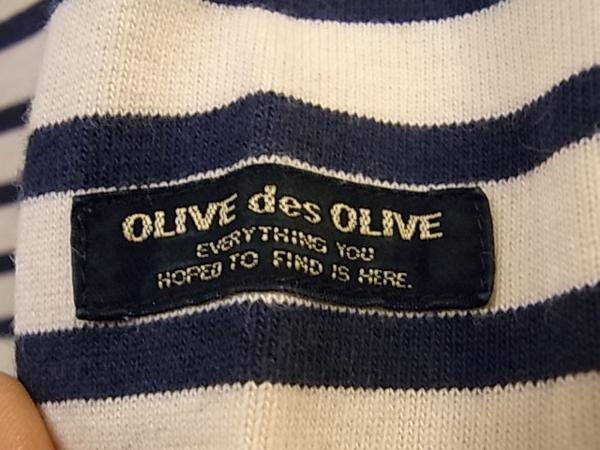 OLIVE des OLIVE
EVERYTHING YOU
HOPED TO FIND IS HERE.